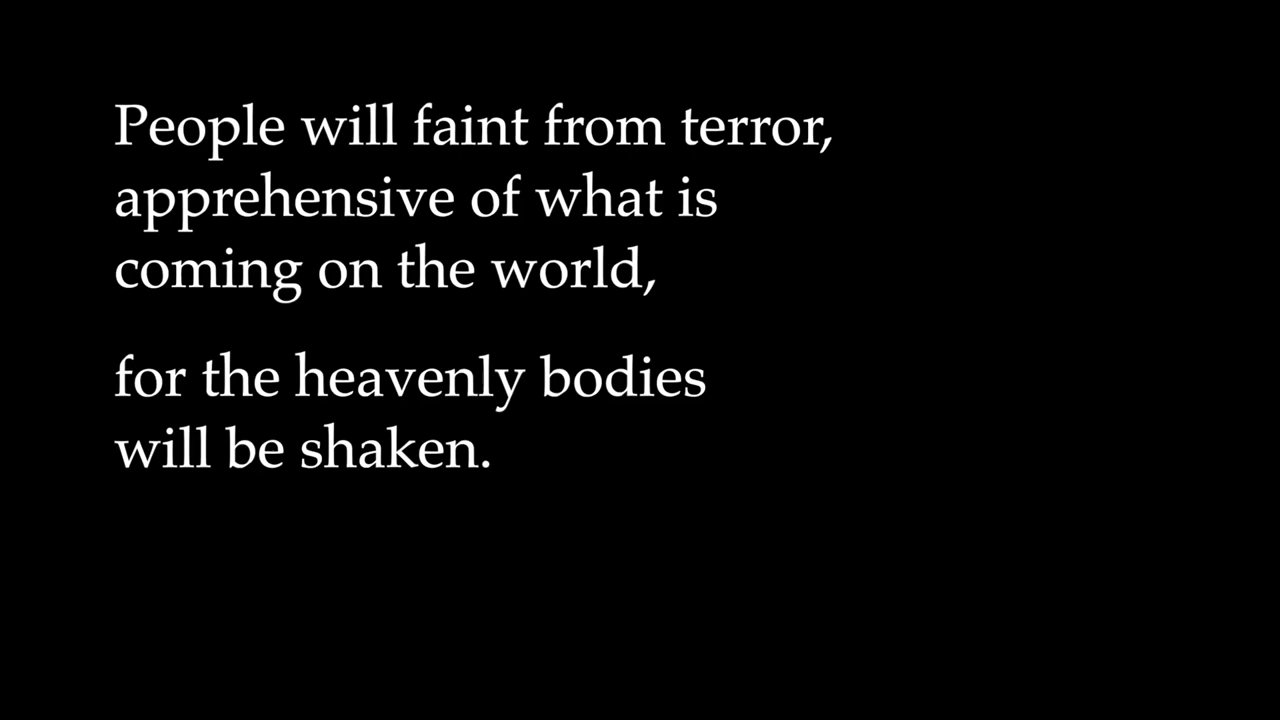 People will faint from terror,
apprehensive of what is
coming on the world,
for the heavenly bodies
will be shaken.